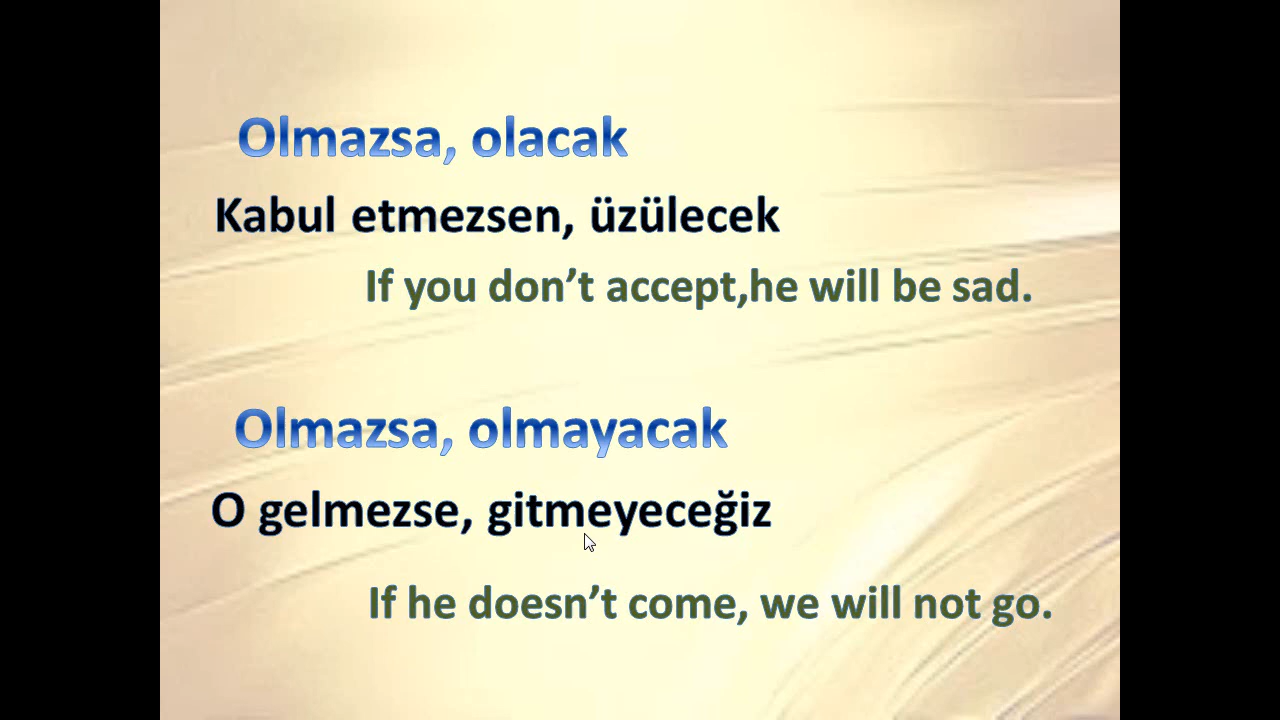 Olmazsa, olacak
Kabul etmezsen, üzülecek
If you don’t accept,he will be sad.
Olmazsa, olmayacak
O gelmezse, gitmeyeceğiz
If he doesn’t come, we will not go.